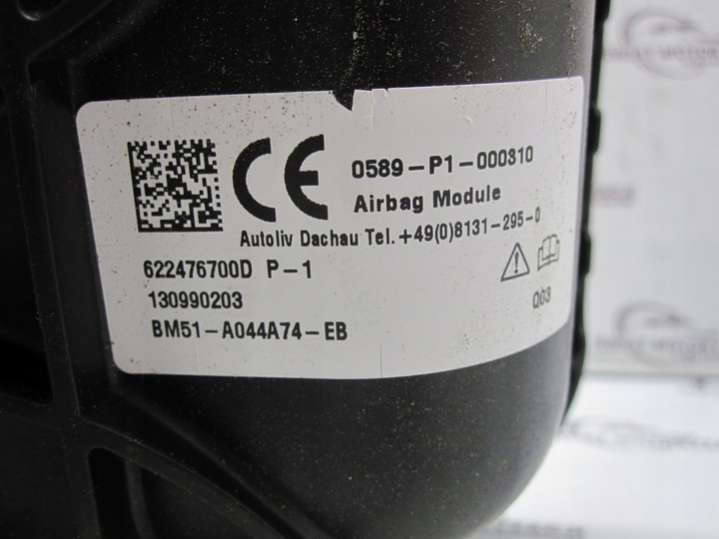 CE 0589-P1-000310
Airbag Module
Autoliv Dachau Tel.+49(0)8131-295-0
622476700D P-1
130990203
BM51-A044A74-EB
003